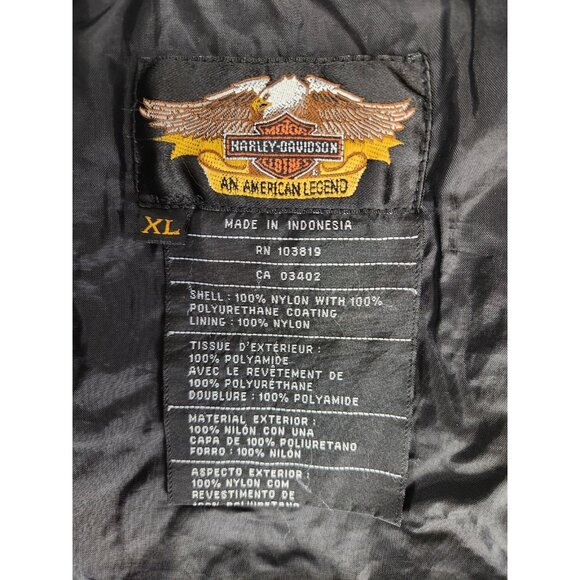 MOTOR
HARLEY-DAVIDSON
CLOTHES
AN AMERICAN LEGEND
XL
MADE IN INDONESIA
RN 103819
CA 03402
SHELL : 100% NYLON WITH 100%
POLYURETHANE COATING
LINING : 100% NYLON
TISSUE D'EXTÉRIEUR :
100% POLYAMIDE
AVEC LE REVÊTEMENT DE
100% POLYURÉTHANE
DOUBLURE : 100% POLYAMIDE
MATERIAL EXTERIOR :
100% NILÓN CON UNA
CAPA DE 100% POLIURETANO
FORRO : 100% NILÓN
ASPECTO EXTERIOR :
100% NYLON COM
REVESTIMENTO DE
100% POLIURETANO